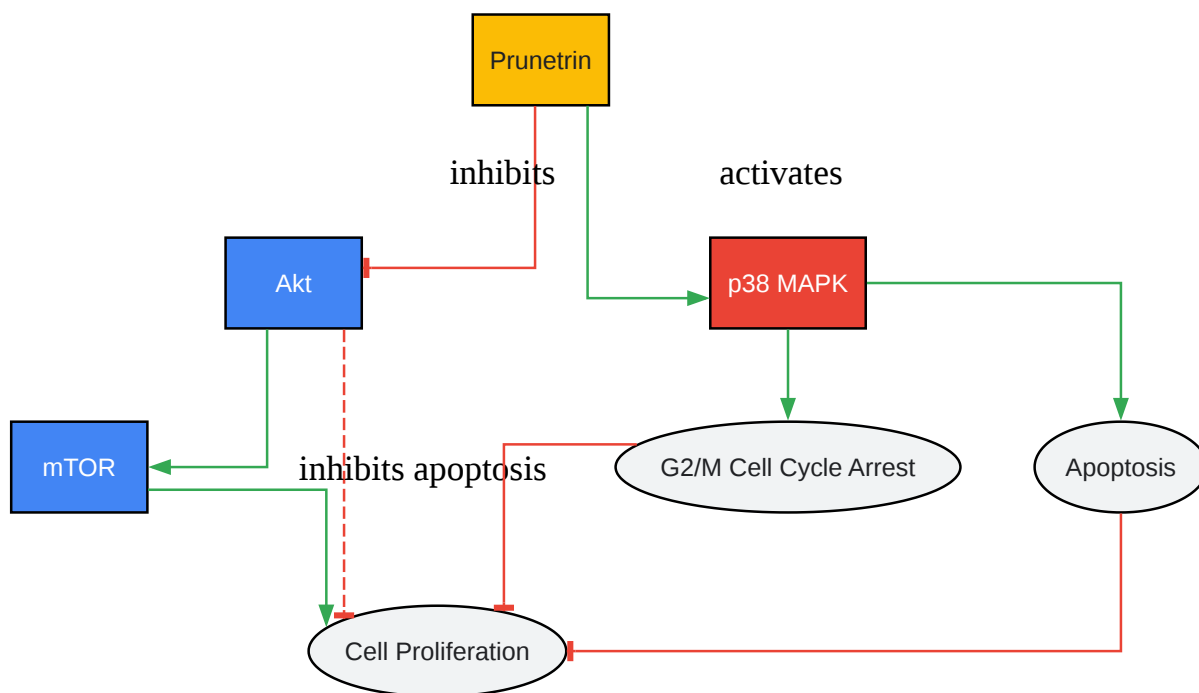 Prunetrin
inhibits
activates
Akt
p38 MAPK
mTOR
inhibits apoptosis
G2/M Cell Cycle Arrest
Apoptosis
Cell Proliferation